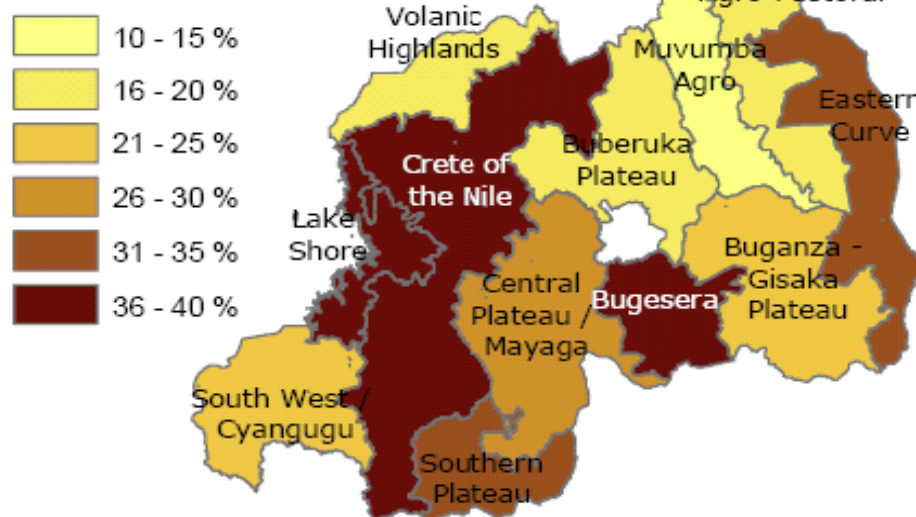 10 - 15 %
16 - 20 %
21 - 25 %
26 - 30 %
31 - 35 %
36 - 40 %
Volanic
Highlands
Muvumba
Agro
Eastern
Curve
Buberuka
Plateau
Crete of
the Nile
Lake
Shore
Buganza -
Gisaka
Plateau
Central
Plateau /
Mayaga
Bugesera
South West /
Cyangugu
Southern
Plateau